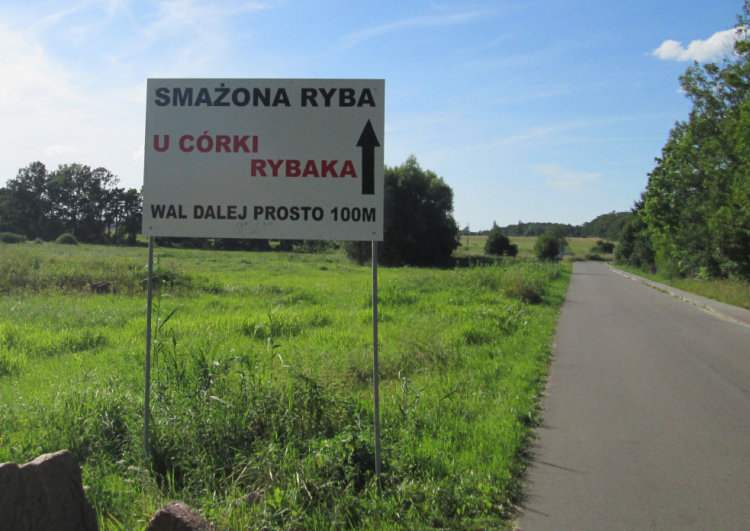 SMAŻONA RYBA
U CÓRKI
RYBAKA
WAL DALEJ PROSTO 100M